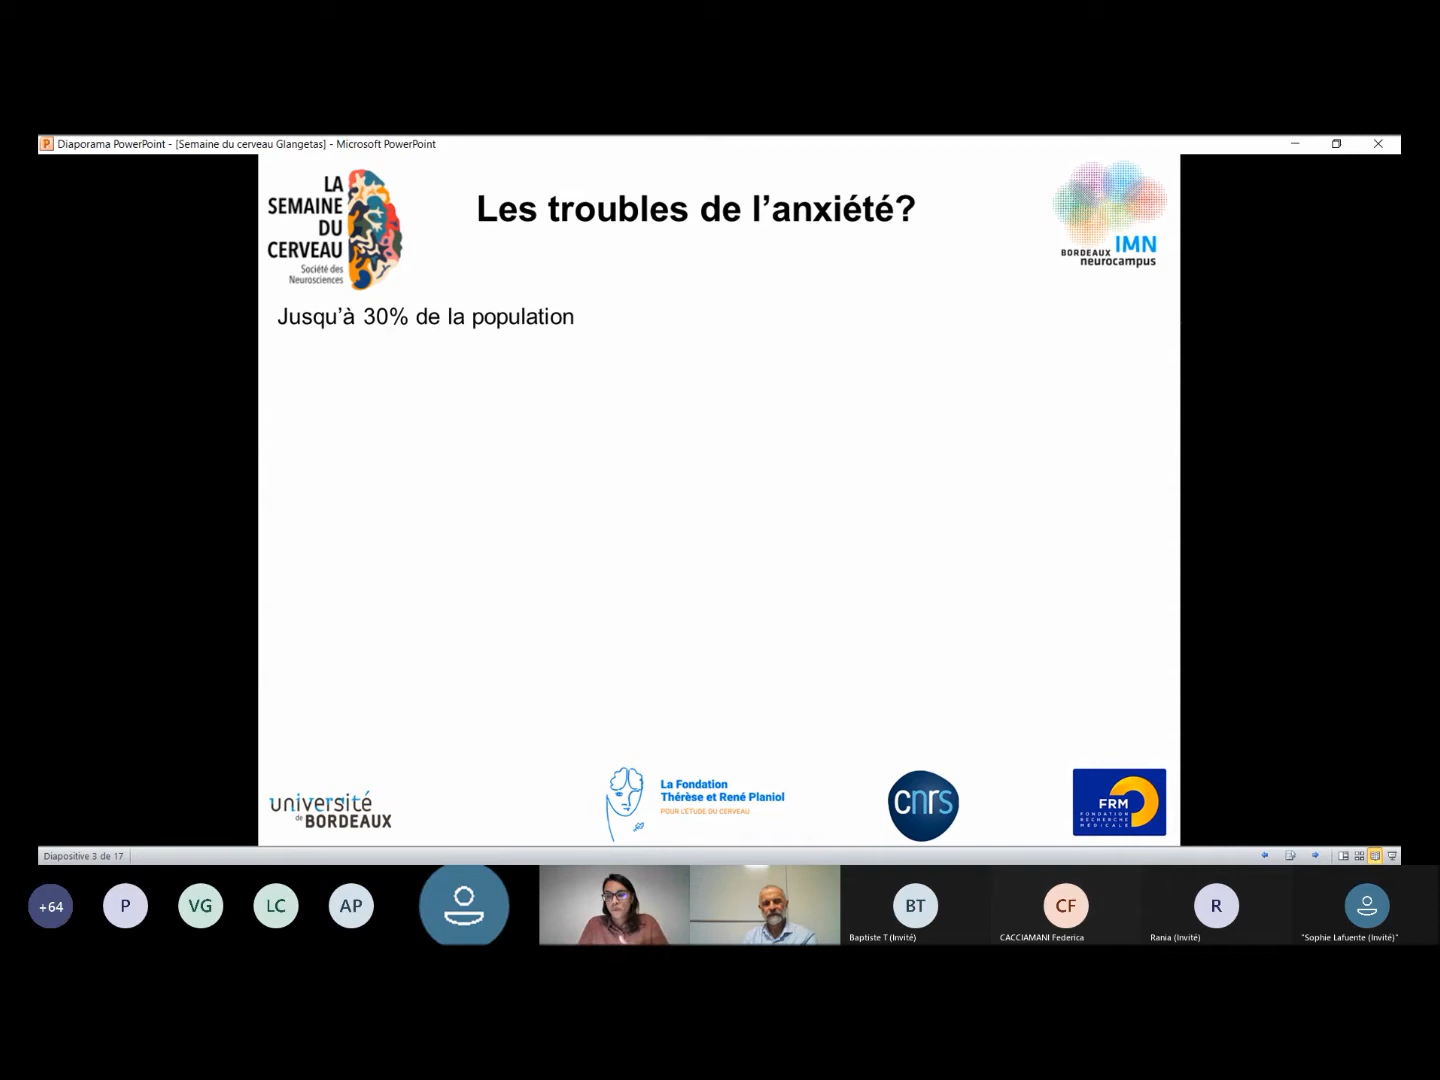 Diaporama PowerPoint - [Semaine du cerveau Glangetas] - Microsoft PowerPoint
LA
SEMAINE
DU
CERVEAU
Société des
Neurosciences
Les troubles de l’anxiété?
BORDEAUX IMN
neurocampus
Jusqu’à 30% de la population
université
de BORDEAUX
La Fondation
Thérèse et René Planiol
POUR L'ÉTUDE DU CERVEAU
cnrs
FRM
FONDATION
RECHERCHE
MÉDICALE
Diapositive 3 de 17
+64
P
VG
LC
AP
BT
Baptiste T (Invité)
CF
CACCIAMANI Federica
R
Rania (Invité)
"Sophie Lafuente (Invité)"